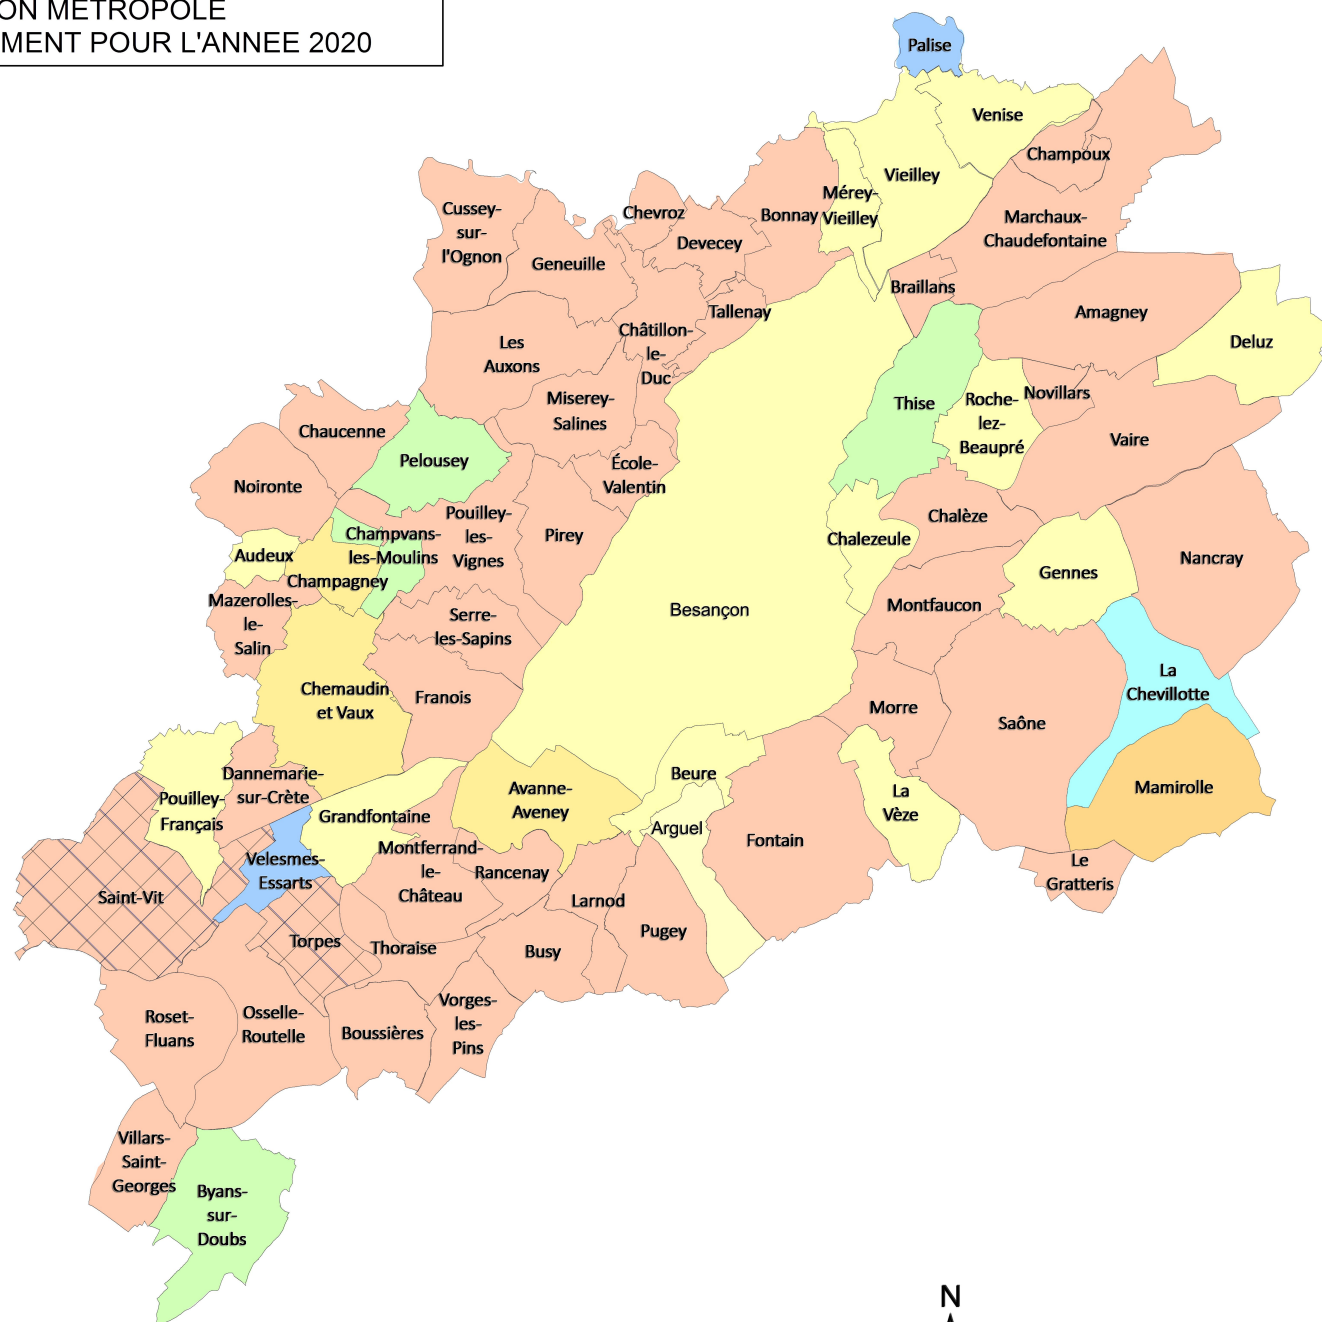 ON METROPOLE
MENT POUR L'ANNEE 2020
Palise
Venise
Champoux
Vieilley
Mérey-
Vieilley
Bonnay
Chevroz
Devecey
Cussey-
sur-
l'Ognon
Geneuille
Marchaux-
Chaudefontaine
Braillans
Tallenay
Amagney
Deluz
Châtillon-
le-
Duc
Les
Auxons
Miserey-
Salines
Thise
Roche-
lez-
Beaupré
Novillars
Vaire
Chaucenne
Pelousey
École-
Valentin
Noironte
Pouilley-
les-
Vignes
Pirey
Champvans-
les-Moulins
Chalèze
Chalezeule
Nancray
Gennes
Audeux
Champagney
Mazerolles-
le-
Salin
Serre-
les-Sapins
Besançon
Montfaucon
La
Chevillotte
Chemaudin
et Vaux
Franois
Morre
Saône
Mamirolle
Dannemarie-
sur-Crète
Pouilley-
Français
Grandfontaine
Avanne-
Aveney
Beure
Arguel
La
Vèze
Fontain
Le
Gratteris
Velesmes-
Essarts
Montferrand-
le-
Château
Rancenay
Larnod
Saint-Vit
Torpes
Thoraise
Busy
Pugey
Roset-
Fluans
Osselle-
Routelle
Boussières
Vorges-
les-
Pins
Villars-
Saint-
Georges
Byans-
sur-
Doubs
N